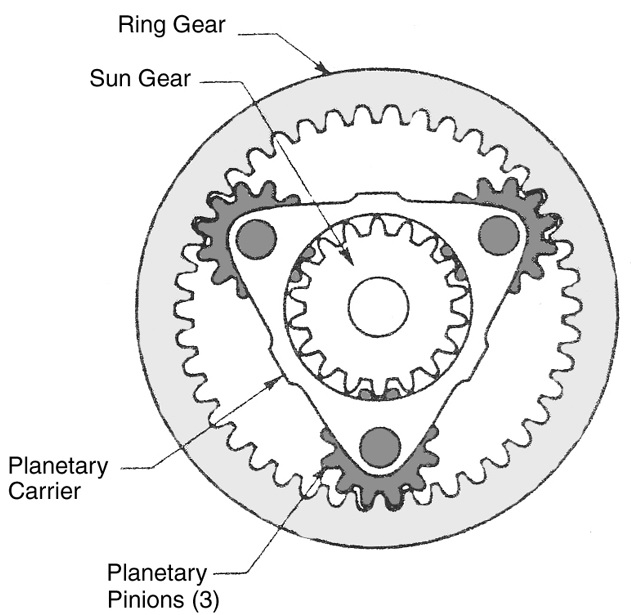 Ring Gear
Sun Gear
Planetary
Carrier
Planetary
Pinions (3)